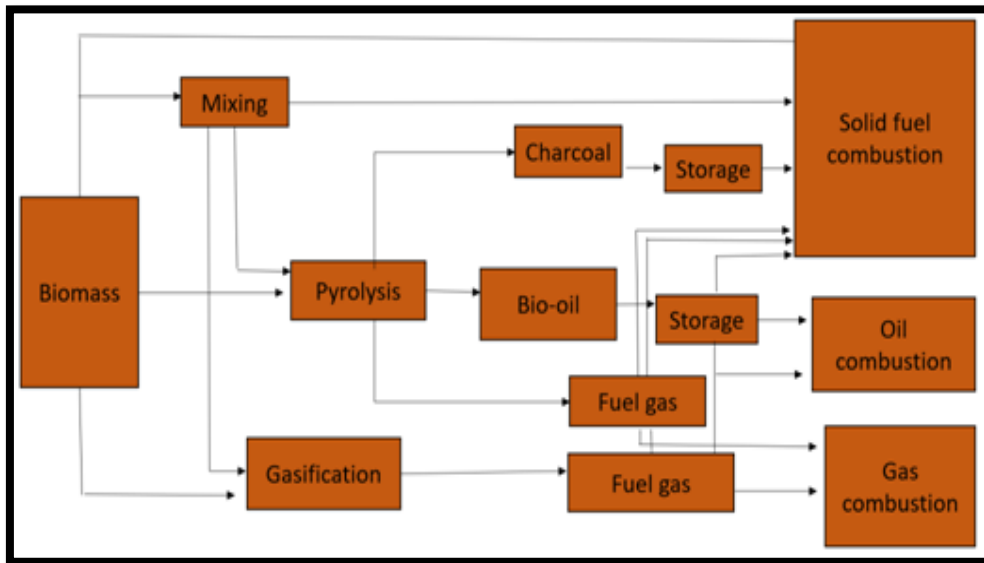 Mixing
Solid fuel
combustion
Charcoal
Storage
Biomass
Pyrolysis
Bio-oil
Storage
Oil
combustion
Fuel gas
Gasification
Fuel gas
Gas
combustion